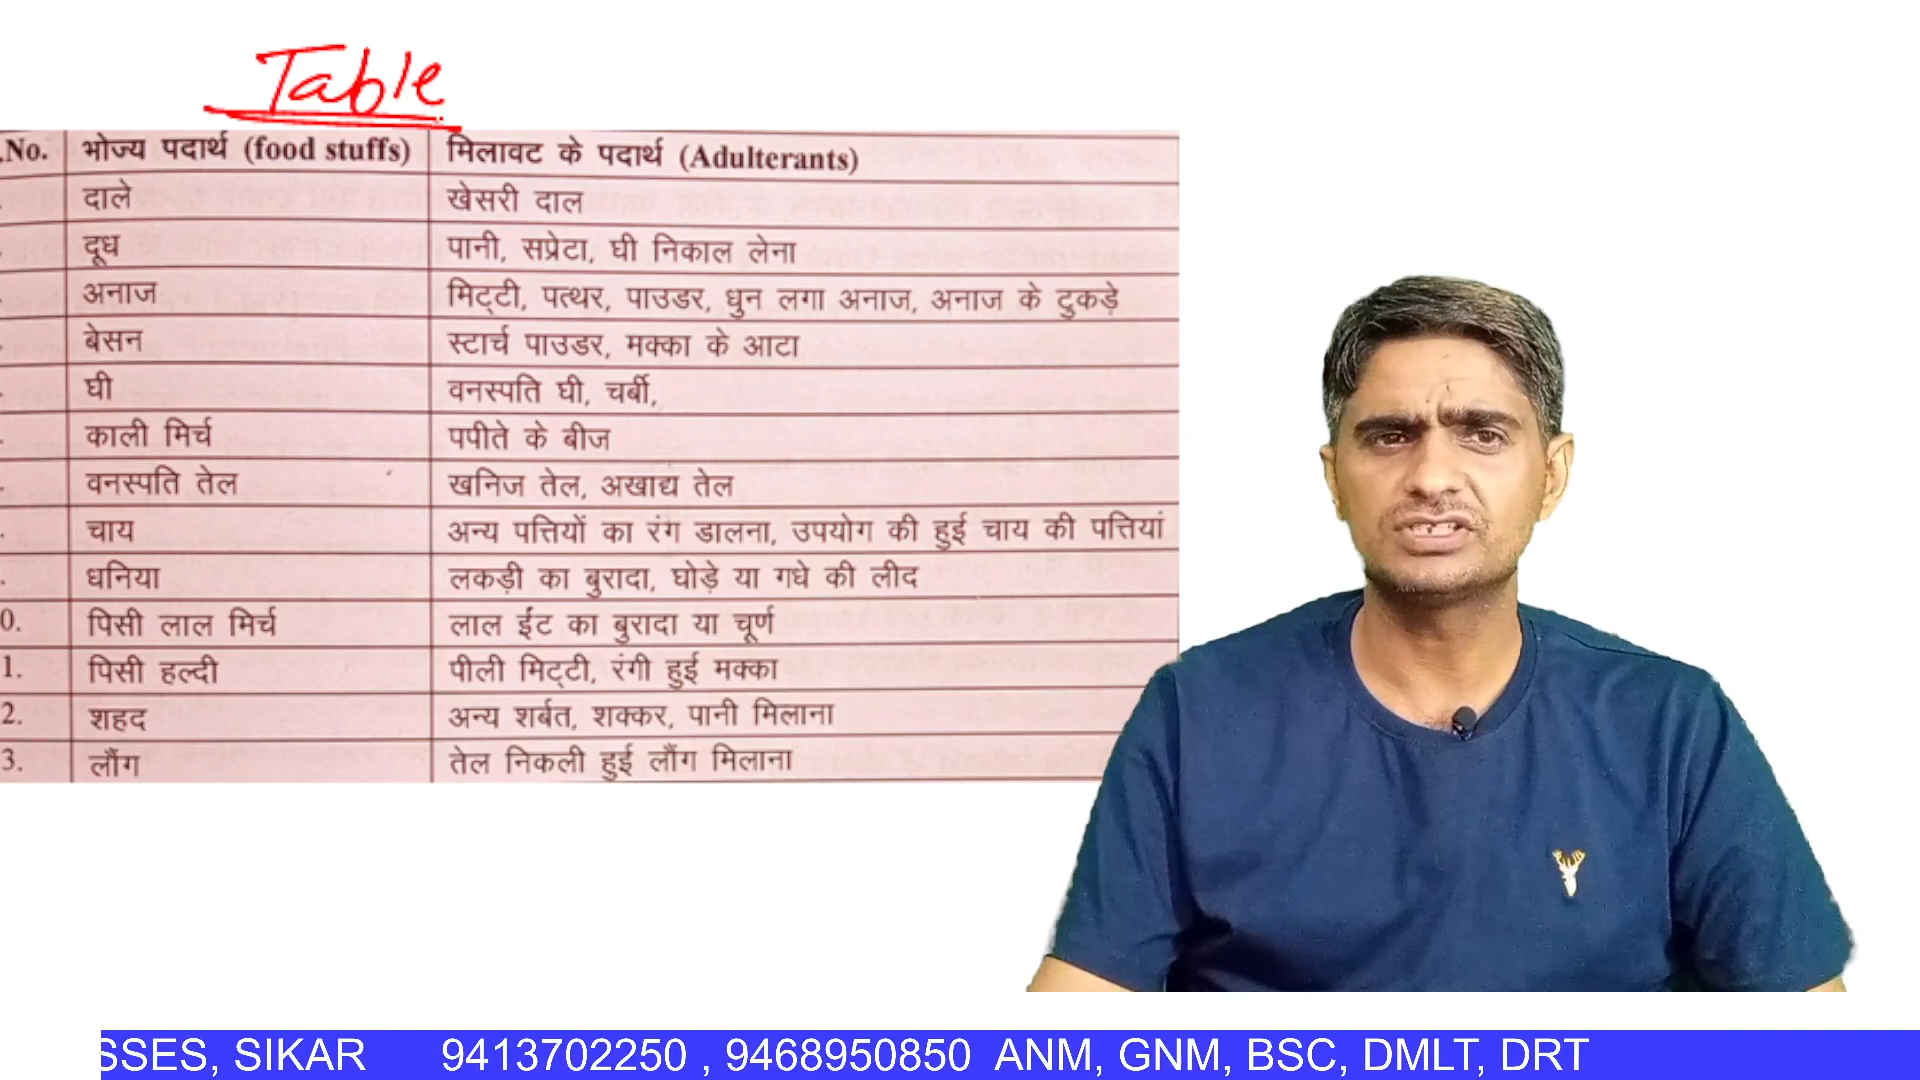 Table
.No. भोज्य पदार्थ (food stuffs) मिलावट के पदार्थ (Adulterants)
दाले खेसरी दाल
दूध पानी, सप्रेटा, घी निकाल लेना
अनाज मिट्टी, पत्थर, पाउडर, धुन लगा अनाज, अनाज के टुकड़े
बेसन स्टार्च पाउडर, मक्का के आटा
घी वनस्पति घी, चर्बी,
काली मिर्च पपीते के बीज
वनस्पति तेल खनिज तेल, अखाद्य तेल
चाय अन्य पत्तियों का रंग डालना, उपयोग की हुई चाय की पत्तियां
धनिया लकड़ी का बुरादा, घोड़े या गधे की लीद
0. पिसी लाल मिर्च लाल ईंट का बुरादा या चूर्ण
1. पिसी हल्दी पीली मिट्टी, रंगी हुई मक्का
2. शहद अन्य शर्बत, शक्कर, पानी मिलाना
3. लौंग तेल निकली हुई लौंग मिलाना
SSES, SIKAR 9413702250 , 9468950850 ANM, GNM, BSC, DMLT, DRT